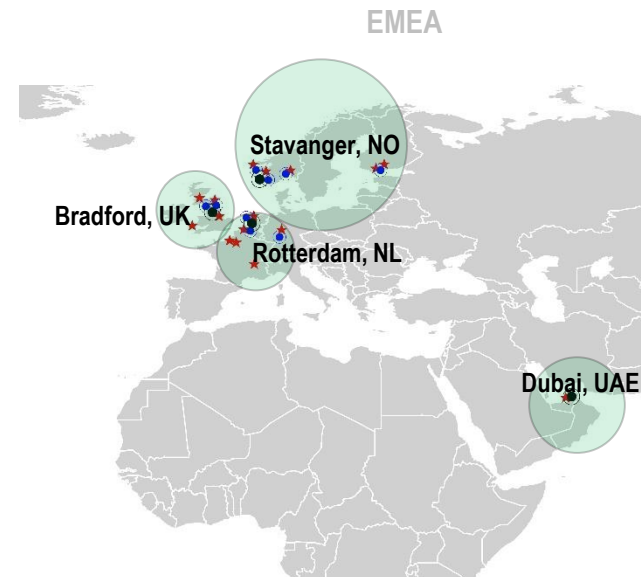 EMEA
Stavanger, NO
Bradford, UK
Rotterdam, NL
Dubai, UAE